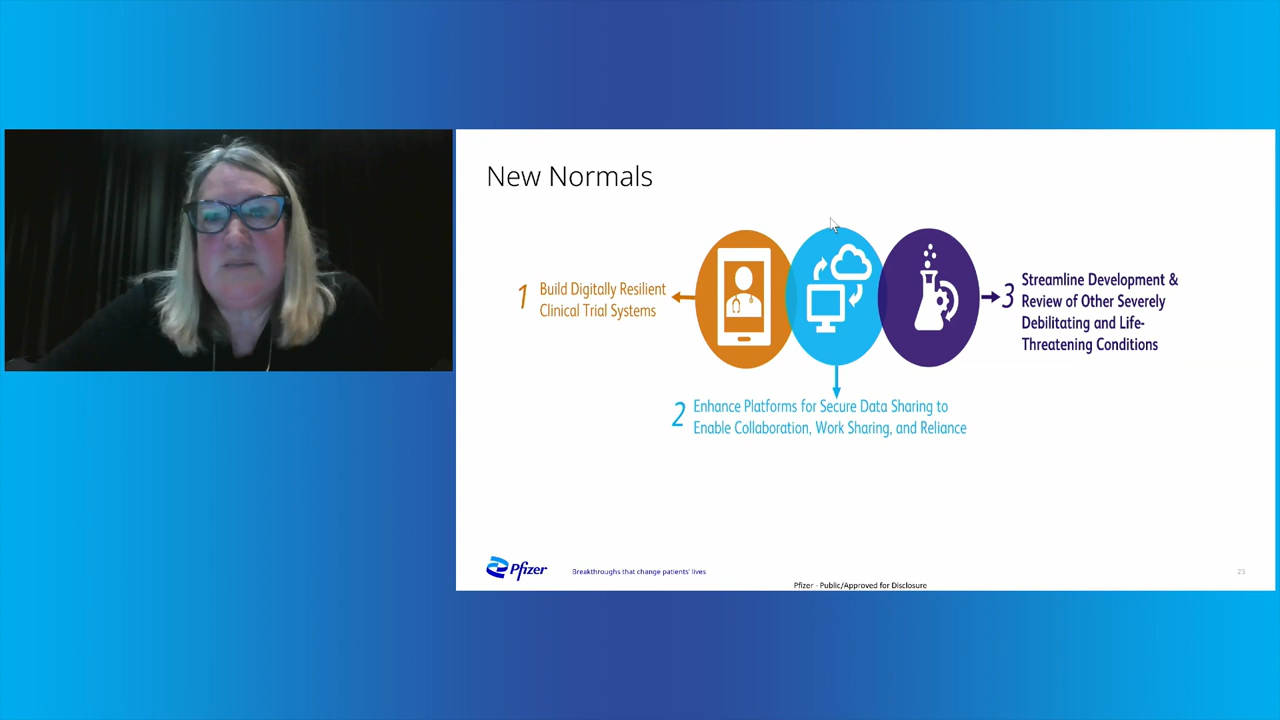 New Normals
1
Build Digitally Resilient
Clinical Trial Systems
2
Enhance Platforms for Secure Data Sharing to
Enable Collaboration, Work Sharing, and Reliance
3
Streamline Development &
Review of Other Severely
Debilitating and Life-
Threatening Conditions
Pfizer
Breakthroughs that change patients' lives
Pfizer - Public/Approved for Disclosure
23